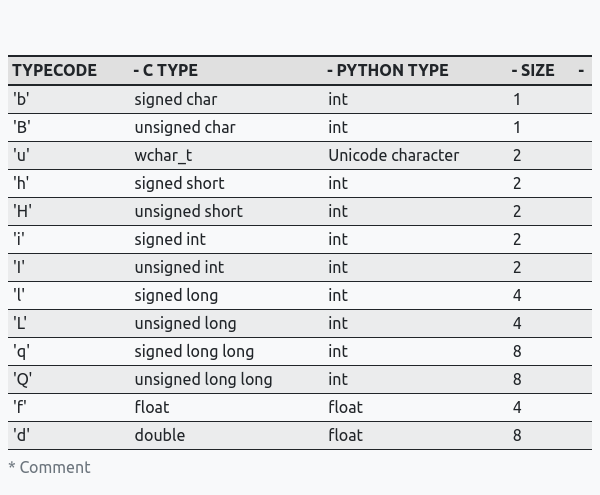 TYPECODE - C TYPE - PYTHON TYPE - SIZE -
'b' signed char int 1
'B' unsigned char int 1
'u' wchar_t Unicode character 2
'h' signed short int 2
'H' unsigned short int 2
'i' signed int int 2
'I' unsigned int int 2
'l' signed long int 4
'L' unsigned long int 4
'q' signed long long int 8
'Q' unsigned long long int 8
'f' float float 4
'd' double float 8
* Comment